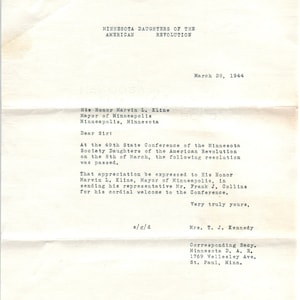 MINNESOTA DAUGHTERS OF THE
AMERICAN REVOLUTION
March 28, 1944
His Honor Marvin L. Kline
Mayor of Minneapolis
Minneapolis, Minnesota
Dear Sir:
At the 49th State Conference of the Minnesota
Society Daughters of the American Revolution
on the 8th of March, the following resolution
was passed.
That appreciation be expressed to His Honor
Marvin L. Kline, Mayor of Minneapolis, in
sending his representative Mr. Frank J. Collins
for his cordial welcome to the Conference.
Very truly yours,
Mrs. T. J. Kennedy
Corresponding Secy.
Minnesota D. A. R.
1769 Wellesley Ave.
St. Paul, Minn.